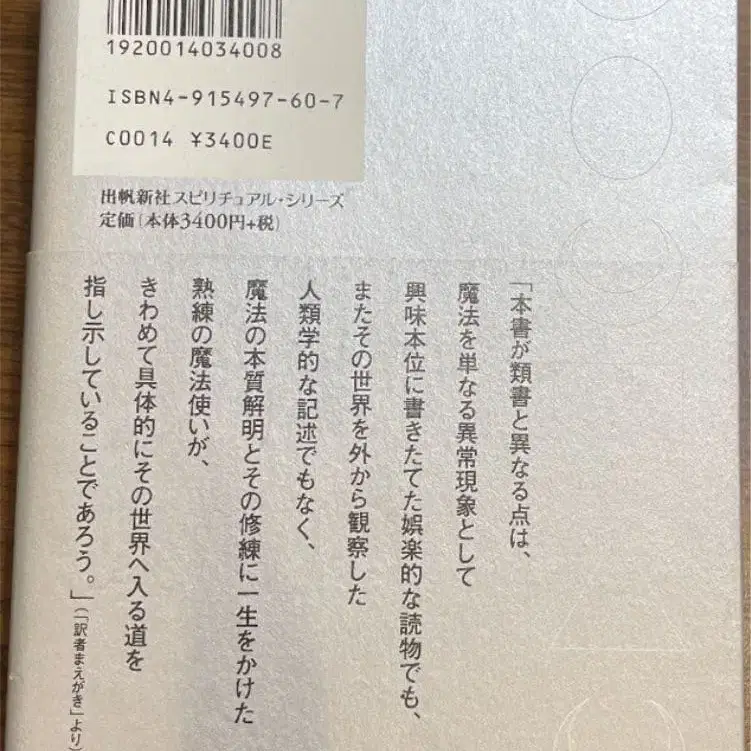 1920014034008
ISBN4-915497-60-7
C0014 ¥3400E
出帆新社スピリチュアル・シリーズ
定価(本体3400円+税)
「本書が類書と異なる点は、
魔法を単なる異常現象として
興味本位に書きたてた娯楽的な読物でも、
またその世界を外から観察した
人類学的な記述でもなく、
魔法の本質解明とその修練に一生をかけた
熟練の魔法使いが、
きわめて具体的にその世界へ入る道を
指し示していることであろう。」(「訳者まえがき」より)